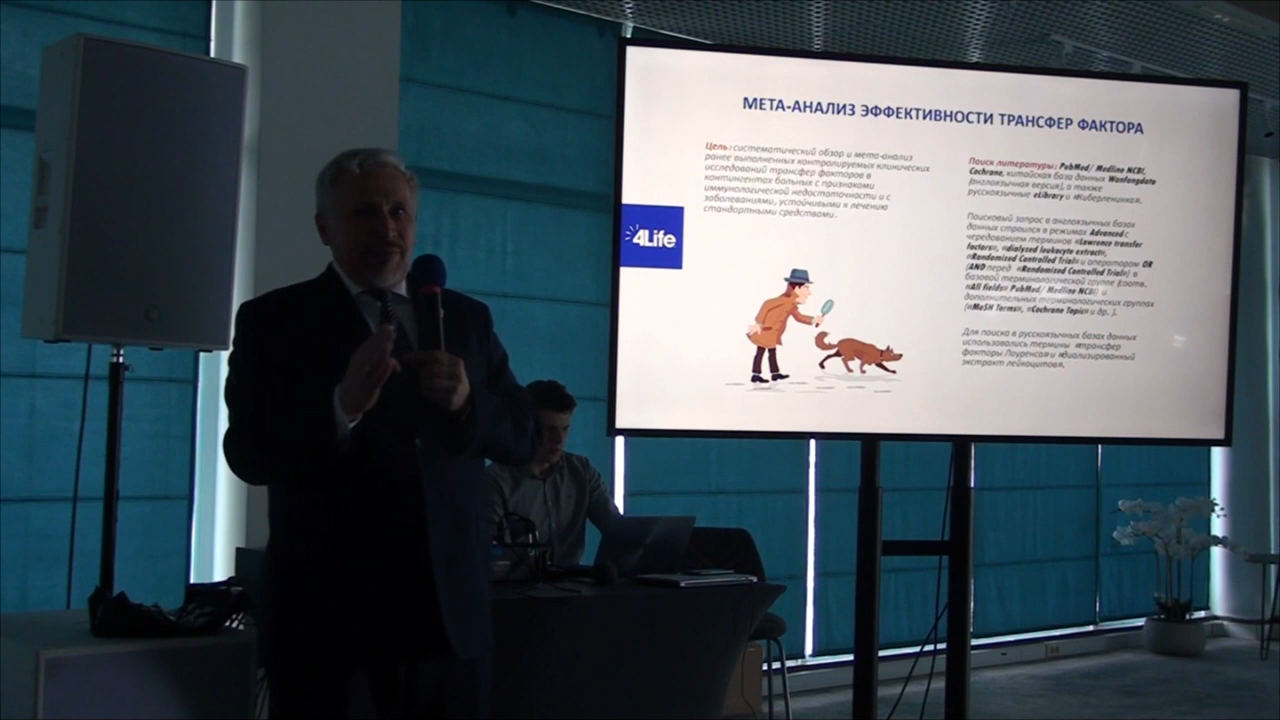 МЕТА-АНАЛИЗ ЭФФЕКТИВНОСТИ ТРАНСФЕР ФАКТОРА
Цель: систематический обзор и мета-анализ
ранее выполненных контролируемых клинических
исследований трансфер факторов в
контингентах больных с признаками
иммунологической недостаточности и с
заболеваниями, устойчивыми к лечению
стандартными средствами.
4Life
Поиск литературы: PubMed/ Medline NCBI,
Cochrane, китайская база данных Wanfangdata
(англоязычная версия), а также
русскоязычные eLibrary и Киберленинка.
Поисковый запрос в англоязычных базах
данных строился в режимах Advanced с
чередованием терминов «Lawrence transfer
factors», «dialyzed leukocyte extract»,
«Randomized Controlled Trial» и оператором OR
(AND перед «Randomized Controlled Trial») в
базовой терминологической группе (соотв.
«All fields» PubMed/ Medline NCBI) и
дополнительных терминологических группах
(«MeSH Terms», «Cochrane Topic» и др. ).
Для поиска в русскоязычных базах данных
использовались термины «трансфер
факторы Лоуренса» и «диализированный
экстракт лейкоцитов».